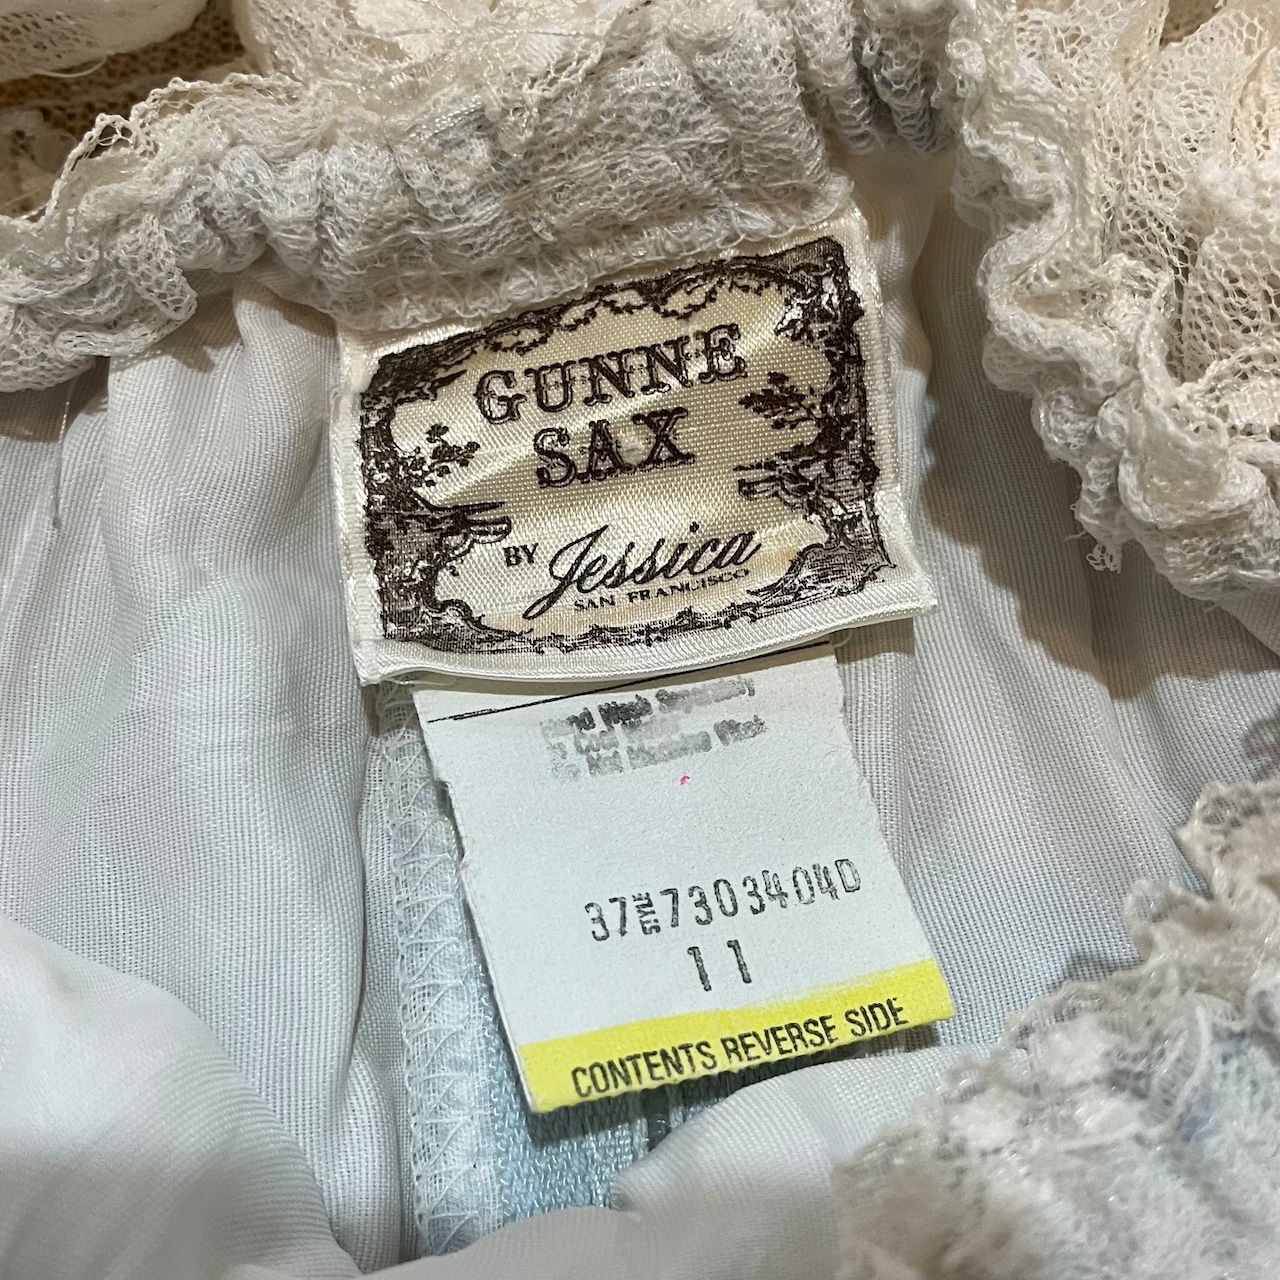 GUNNE
SAX
BY Jessica
SAN FRANCISCO
Hand Wash Separately
Cool
Not Machine Wash
37 STYLE 7303404D
11
CONTENTS REVERSE SIDE